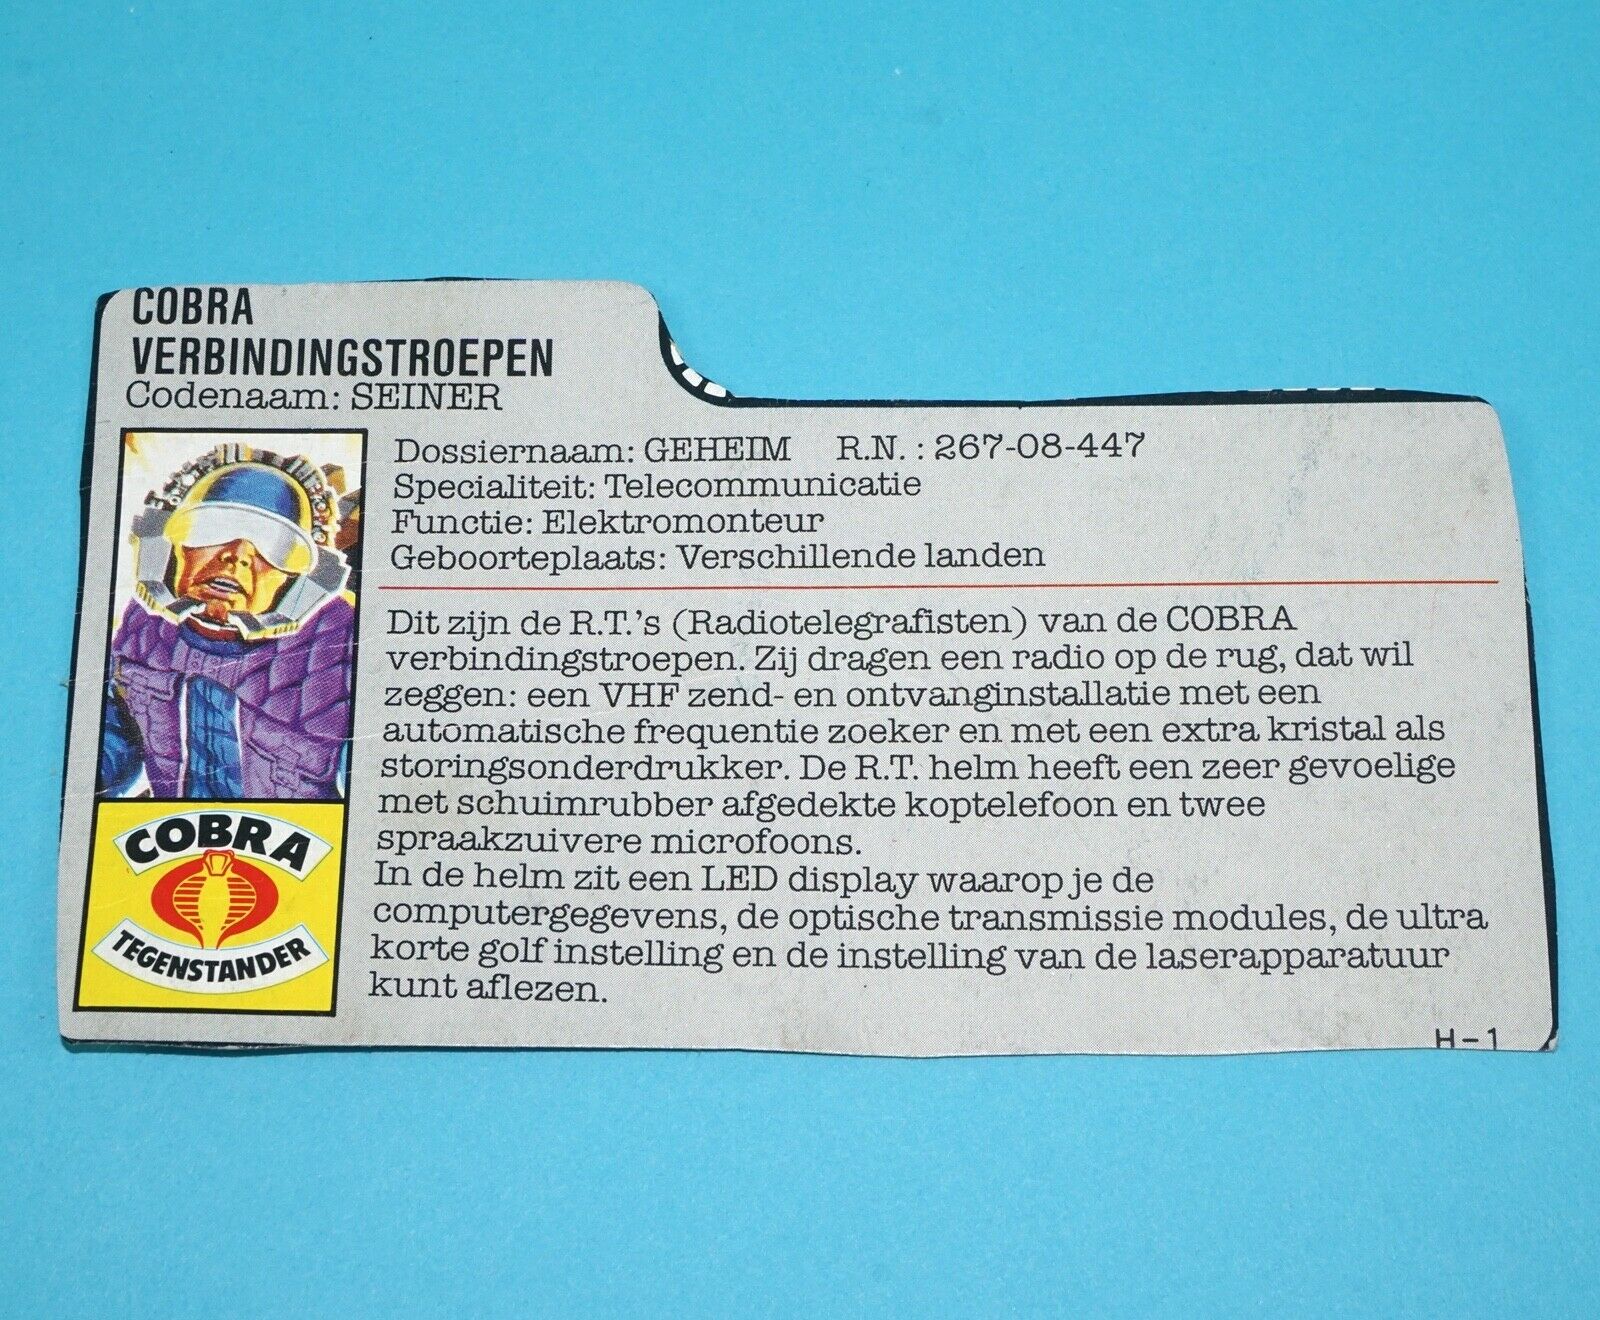 COBRA
VERBINDINGSTROEPEN
Codenaam: SEINER
Dossiernaam: GEHEIM R.N. : 267-08-447
Specialiteit: Telecommunicatie
Functie: Elektromonteur
Geboorteplaats: Verschillende landen
Dit zijn de R.T.'s (Radiotelegrafisten) van de COBRA
verbindingstroepen. Zij dragen een radio op de rug, dat wil
zeggen: een VHF zend- en ontvanginstallatie met een
automatische frequentie zoeker en met een extra kristal als
storingsonderdrukker. De R.T. helm heeft een zeer gevoelige
met schuimrubber afgedekte koptelefoon en twee
spraakzuivere microfoons.
In de helm zit een LED display waarop je de
computergegevens, de optische transmissie modules, de ultra
korte golf instelling en de instelling van de laserapparatuur
kunt aflezen.
COBRA
TEGENSTANDER
H-1